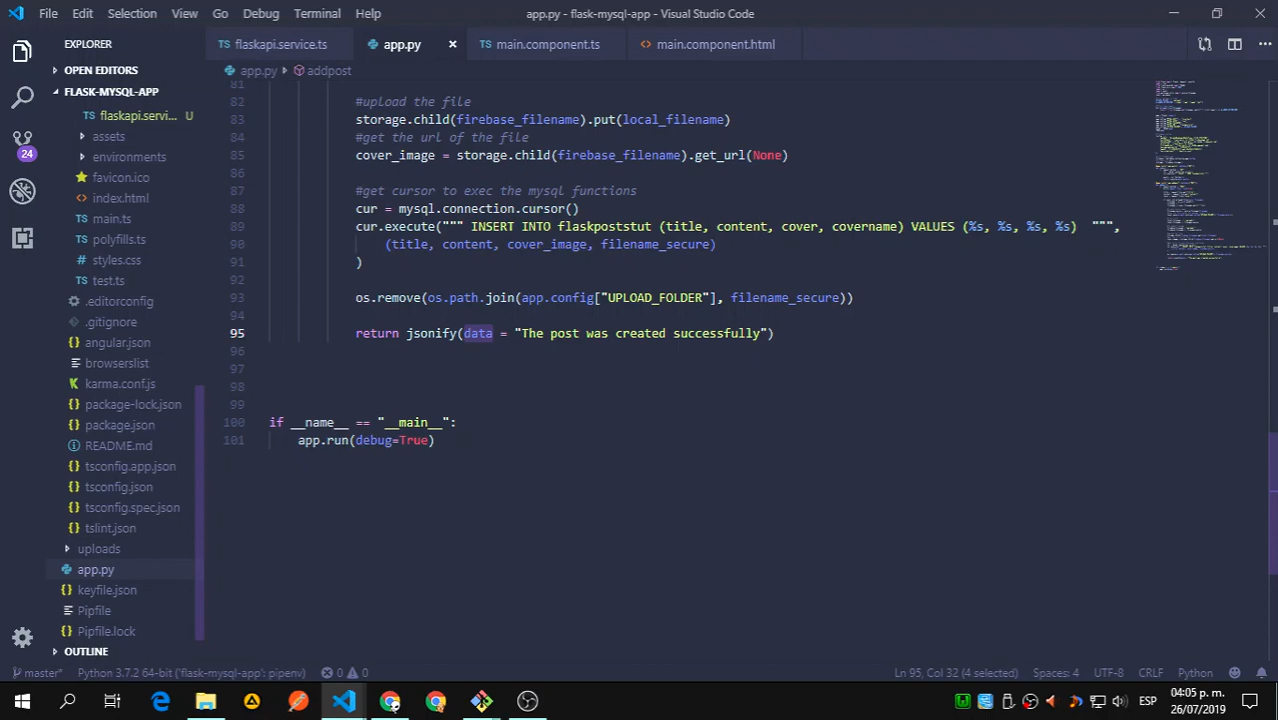 File Edit Selection View Go Debug Terminal Help
app.py - flask-mysql-app - Visual Studio Code
EXPLORER
OPEN EDITORS
FLASK-MYSQL-APP
TS flaskapi.servi... U
assets
environments
favicon.ico
<> index.html
TS main.ts
TS polyfills.ts
styles.css
TS test.ts
.editorconfig
.gitignore
{} angular.json
browserslist
karma.conf.js
{} package-lock.json
{} package.json
README.md
{} tsconfig.app.json
{} tsconfig.json
{} tsconfig.spec.json
{} tslint.json
uploads
app.py
{} keyfile.json
Pipfile
{} Pipfile.lock
OUTLINE
24
TS flaskapi.service.ts
app.py
TS main.component.ts
<> main.component.html
app.py addpost
81
82 #upload the file
83 storage.child(firebase_filename).put(local_filename)
84 #get the url of the file
85 cover_image = storage.child(firebase_filename).get_url(None)
86
87 #get cursor to exec the mysql functions
88 cur = mysql.connection.cursor()
89 cur.execute(""" INSERT INTO flaskpoststut (title, content, cover, covername) VALUES (%s, %s, %s, %s) """,
90 (title, content, cover_image, filename_secure)
91 )
92
93 os.remove(os.path.join(app.config["UPLOAD_FOLDER"], filename_secure))
94
95 return jsonify(data = "The post was created successfully")
96
97
98
99
100 if __name__ == "__main__":
101 app.run(debug=True)
master* Python 3.7.2 64-bit ('flask-mysql-app': pipenv) 0 0
Ln 95, Col 32 (4 selected) Spaces: 4 UTF-8 CRLF Python
ESP
04:05 p. m.
26/07/2019